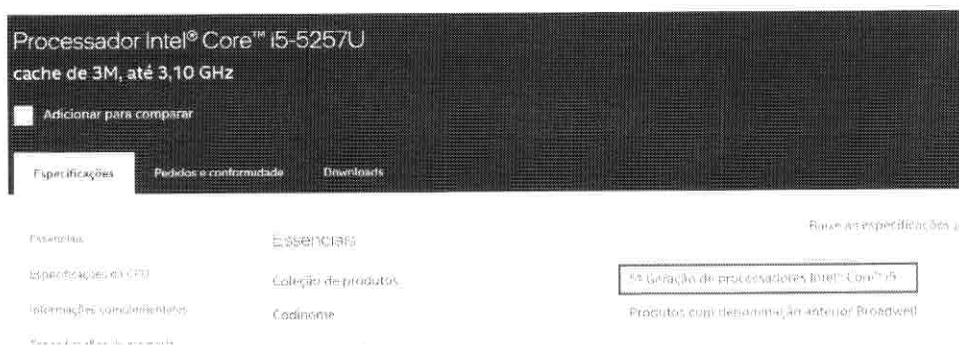 Processador Intel® Core™ i5-5257U
cache de 3M, até 3,10 GHz
Adicionar para comparar
Especificações
Pedidos e conformidade
Downloads
Baixe as especificações
Essenciais
Essenciais
Especificações da CPU
Coleção de produtos
5ª Geração de processadores Intel® Core™ i5
Informações complementares
Codinome
Produtos com denominação anterior Broadwell